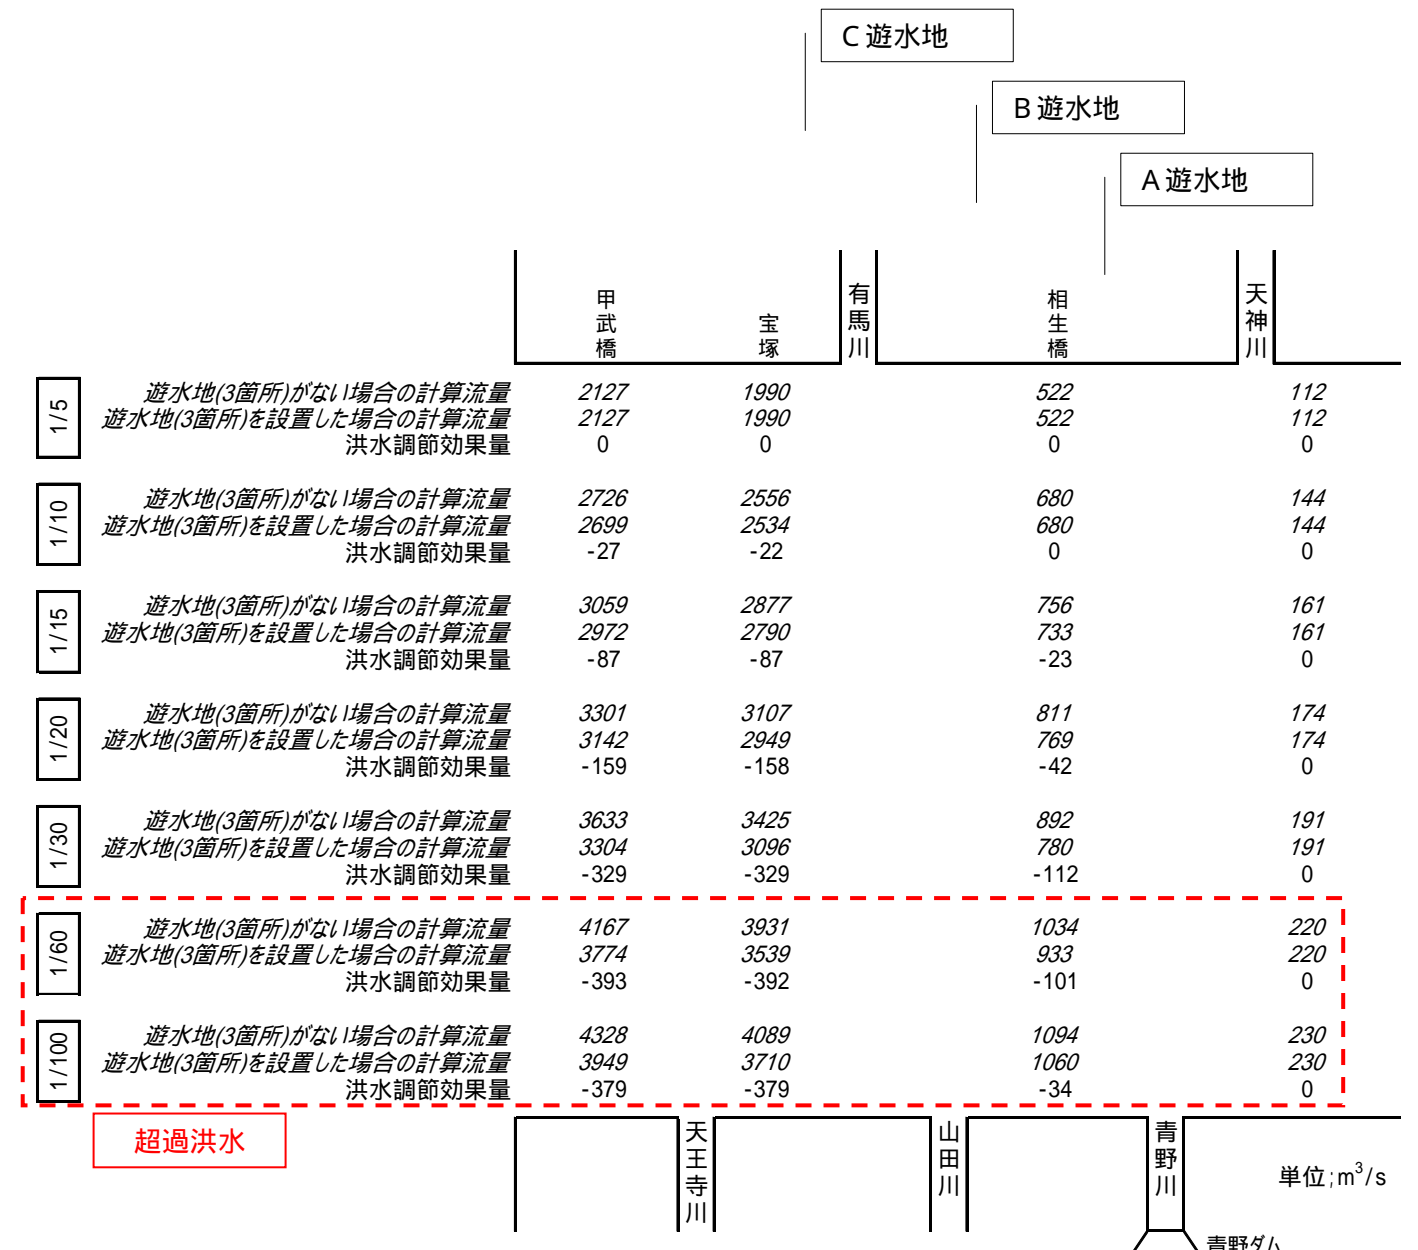 C 遊水地
B 遊水地
A 遊水地
甲武橋
宝塚
有馬川
相生橋
天神川
1/5
遊水地(3箇所)がない場合の計算流量 2127 1990 522 112
遊水地(3箇所)を設置した場合の計算流量 2127 1990 522 112
洪水調節効果量 0 0 0 0
1/10
遊水地(3箇所)がない場合の計算流量 2726 2556 680 144
遊水地(3箇所)を設置した場合の計算流量 2699 2534 680 144
洪水調節効果量 -27 -22 0 0
1/15
遊水地(3箇所)がない場合の計算流量 3059 2877 756 161
遊水地(3箇所)を設置した場合の計算流量 2972 2790 733 161
洪水調節効果量 -87 -87 -23 0
1/20
遊水地(3箇所)がない場合の計算流量 3301 3107 811 174
遊水地(3箇所)を設置した場合の計算流量 3142 2949 769 174
洪水調節効果量 -159 -158 -42 0
1/30
遊水地(3箇所)がない場合の計算流量 3633 3425 892 191
遊水地(3箇所)を設置した場合の計算流量 3304 3096 780 191
洪水調節効果量 -329 -329 -112 0
1/60
遊水地(3箇所)がない場合の計算流量 4167 3931 1034 220
遊水地(3箇所)を設置した場合の計算流量 3774 3539 933 220
洪水調節効果量 -393 -392 -101 0
1/100
遊水地(3箇所)がない場合の計算流量 4328 4089 1094 230
遊水地(3箇所)を設置した場合の計算流量 3949 3710 1060 230
洪水調節効果量 -379 -379 -34 0
超過洪水
天王寺川
山田川
青野川
単位;m³/s
青野ダム